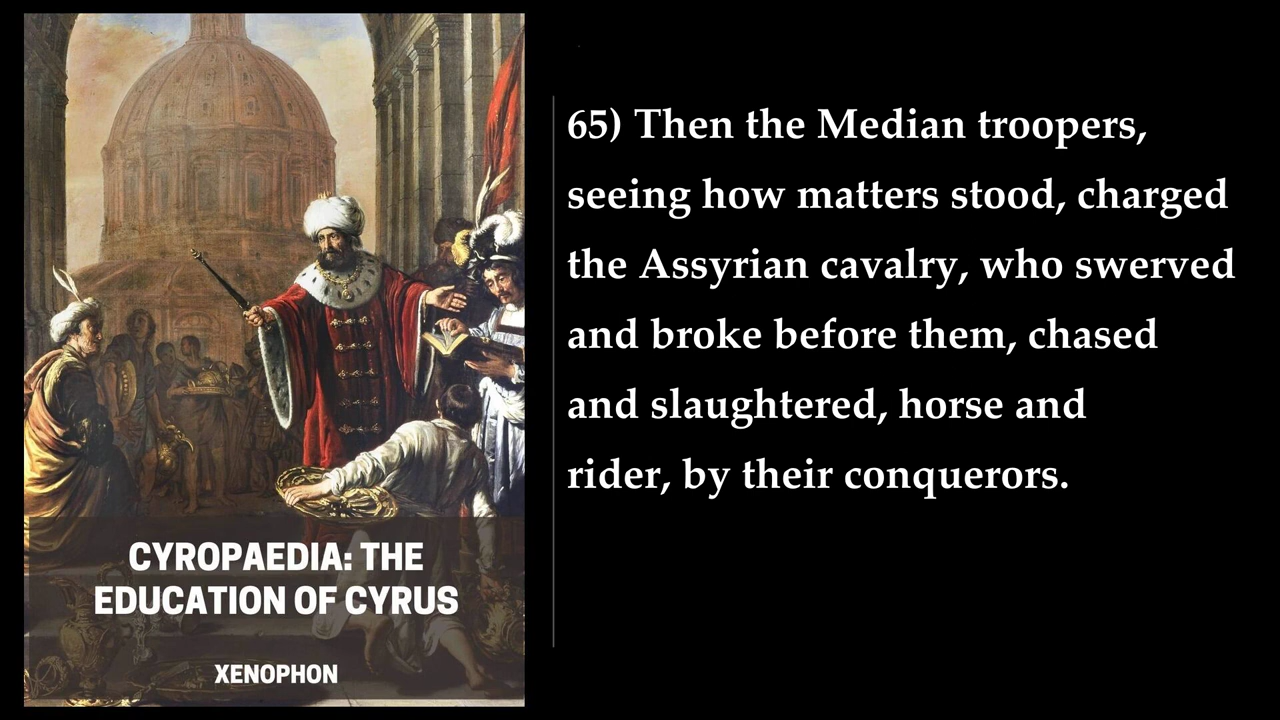 65) Then the Median troopers,
seeing how matters stood, charged
the Assyrian cavalry, who swerved
and broke before them, chased
and slaughtered, horse and
rider, by their conquerors.
CYROPAEDIA: THE
EDUCATION OF CYRUS
XENOPHON